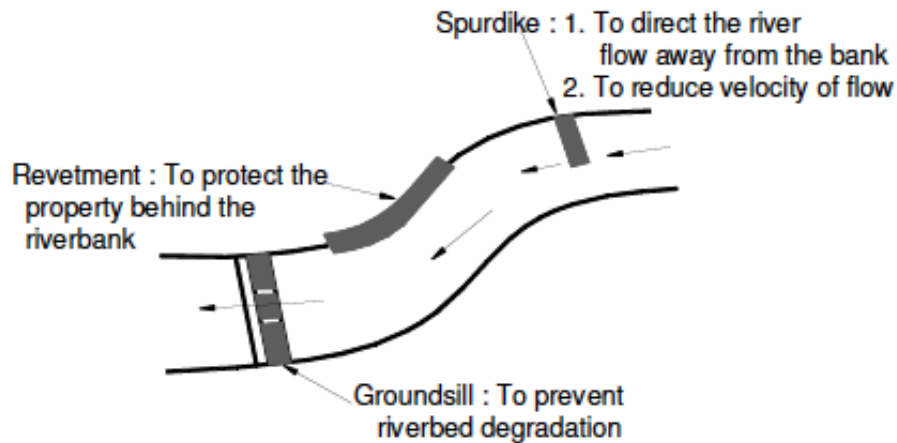 Spurdike : 1. To direct the river
flow away from the bank
2. To reduce velocity of flow
Revetment : To protect the
property behind the
riverbank
Groundsill : To prevent
riverbed degradation